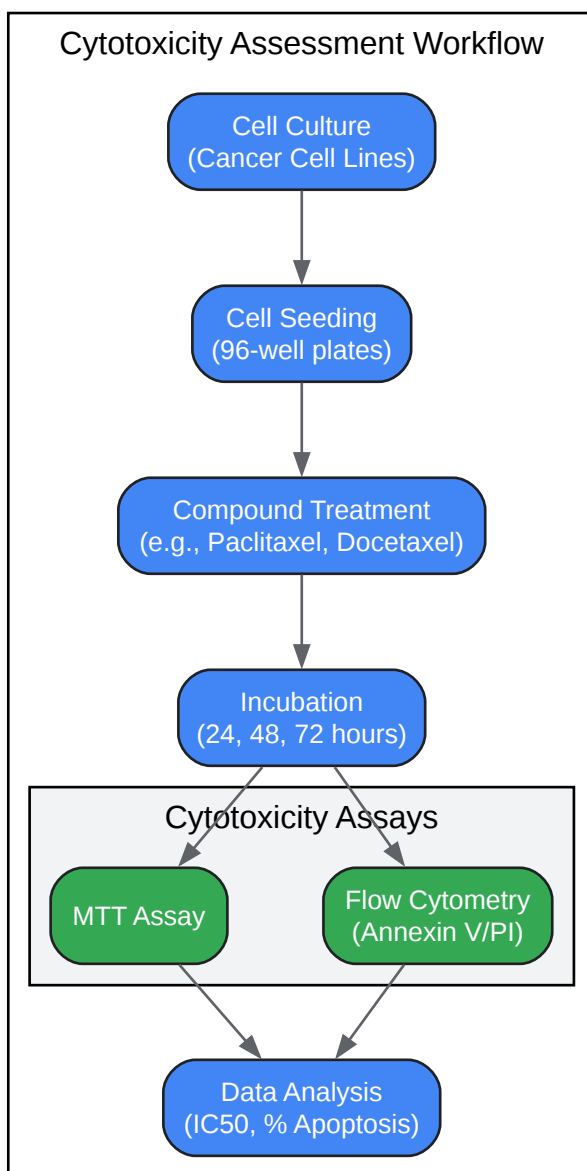 Cytotoxicity Assessment Workflow
Cell Culture
(Cancer Cell Lines)
Cell Seeding
(96-well plates)
Compound Treatment
(e.g., Paclitaxel, Docetaxel)
Incubation
(24, 48, 72 hours)
Cytotoxicity Assays
MTT Assay
Flow Cytometry
(Annexin V/PI)
Data Analysis
(IC50, % Apoptosis)